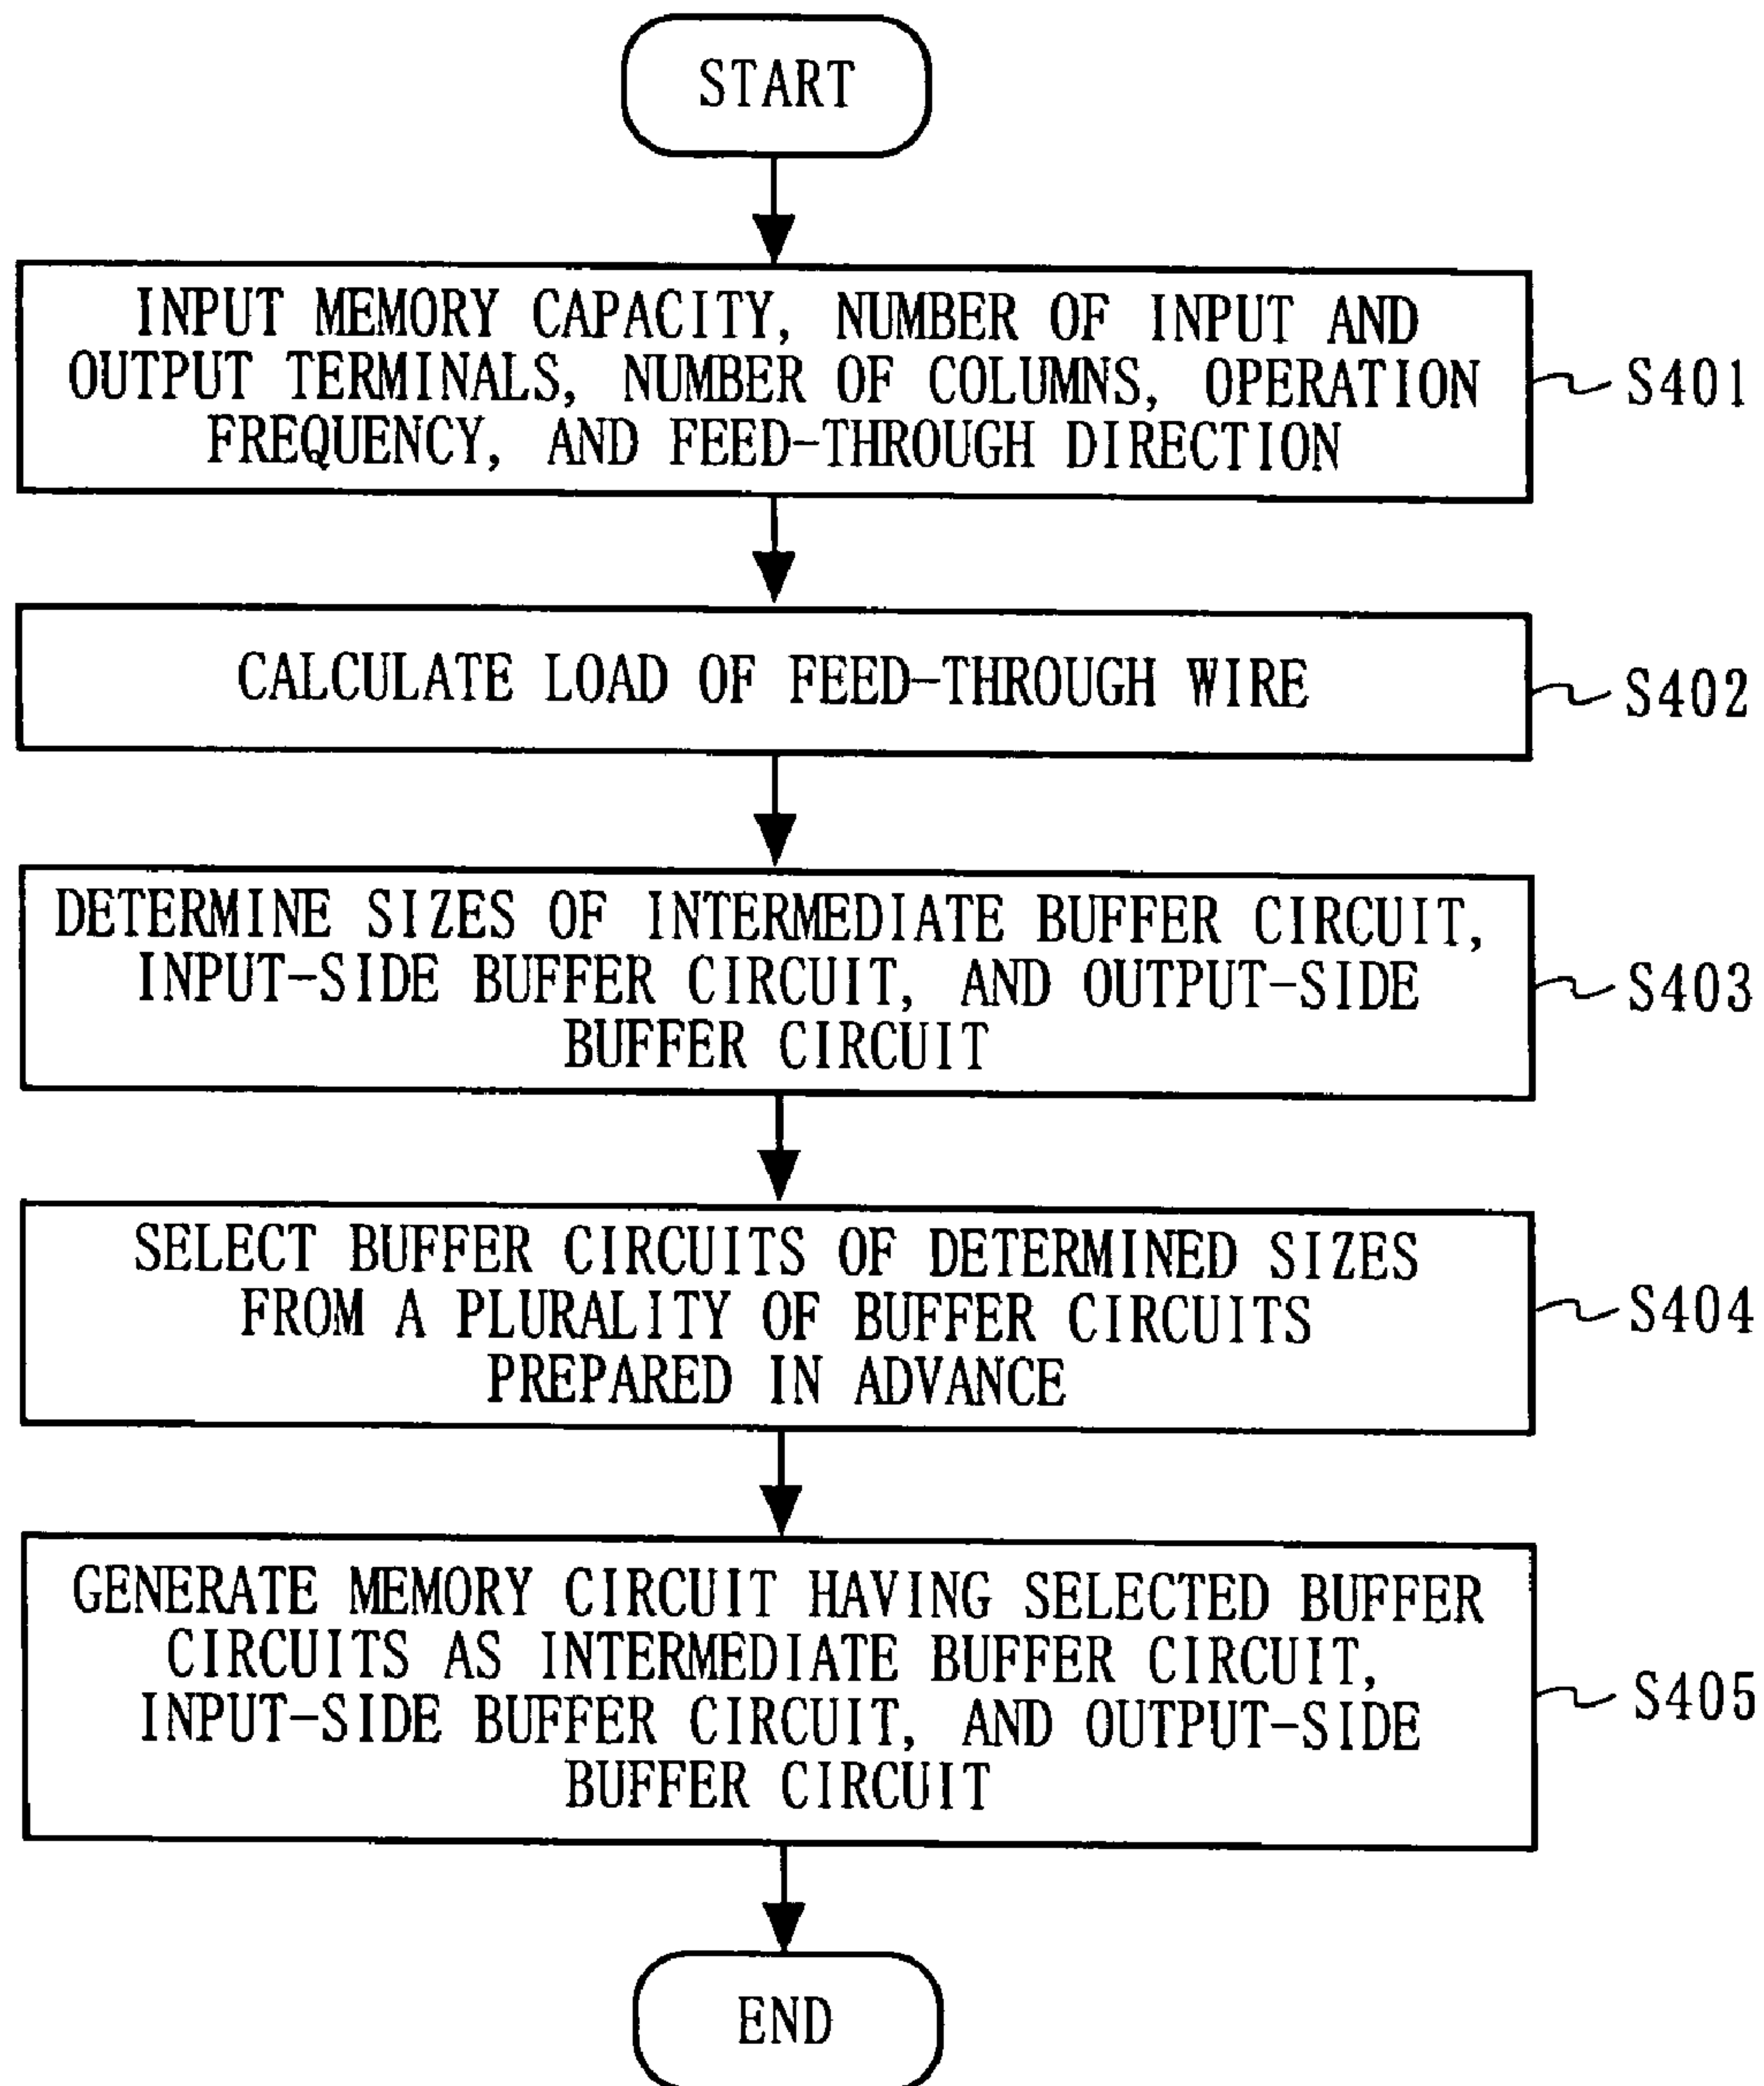 START
INPUT MEMORY CAPACITY, NUMBER OF INPUT AND
OUTPUT TERMINALS, NUMBER OF COLUMNS, OPERATION
FREQUENCY, AND FEED-THROUGH DIRECTION
S401
CALCULATE LOAD OF FEED-THROUGH WIRE
S402
DETERMINE SIZES OF INTERMEDIATE BUFFER CIRCUIT,
INPUT-SIDE BUFFER CIRCUIT, AND OUTPUT-SIDE
BUFFER CIRCUIT
S403
SELECT BUFFER CIRCUITS OF DETERMINED SIZES
FROM A PLURALITY OF BUFFER CIRCUITS
PREPARED IN ADVANCE
S404
GENERATE MEMORY CIRCUIT HAVING SELECTED BUFFER
CIRCUITS AS INTERMEDIATE BUFFER CIRCUIT,
INPUT-SIDE BUFFER CIRCUIT, AND OUTPUT-SIDE
BUFFER CIRCUIT
S405
END